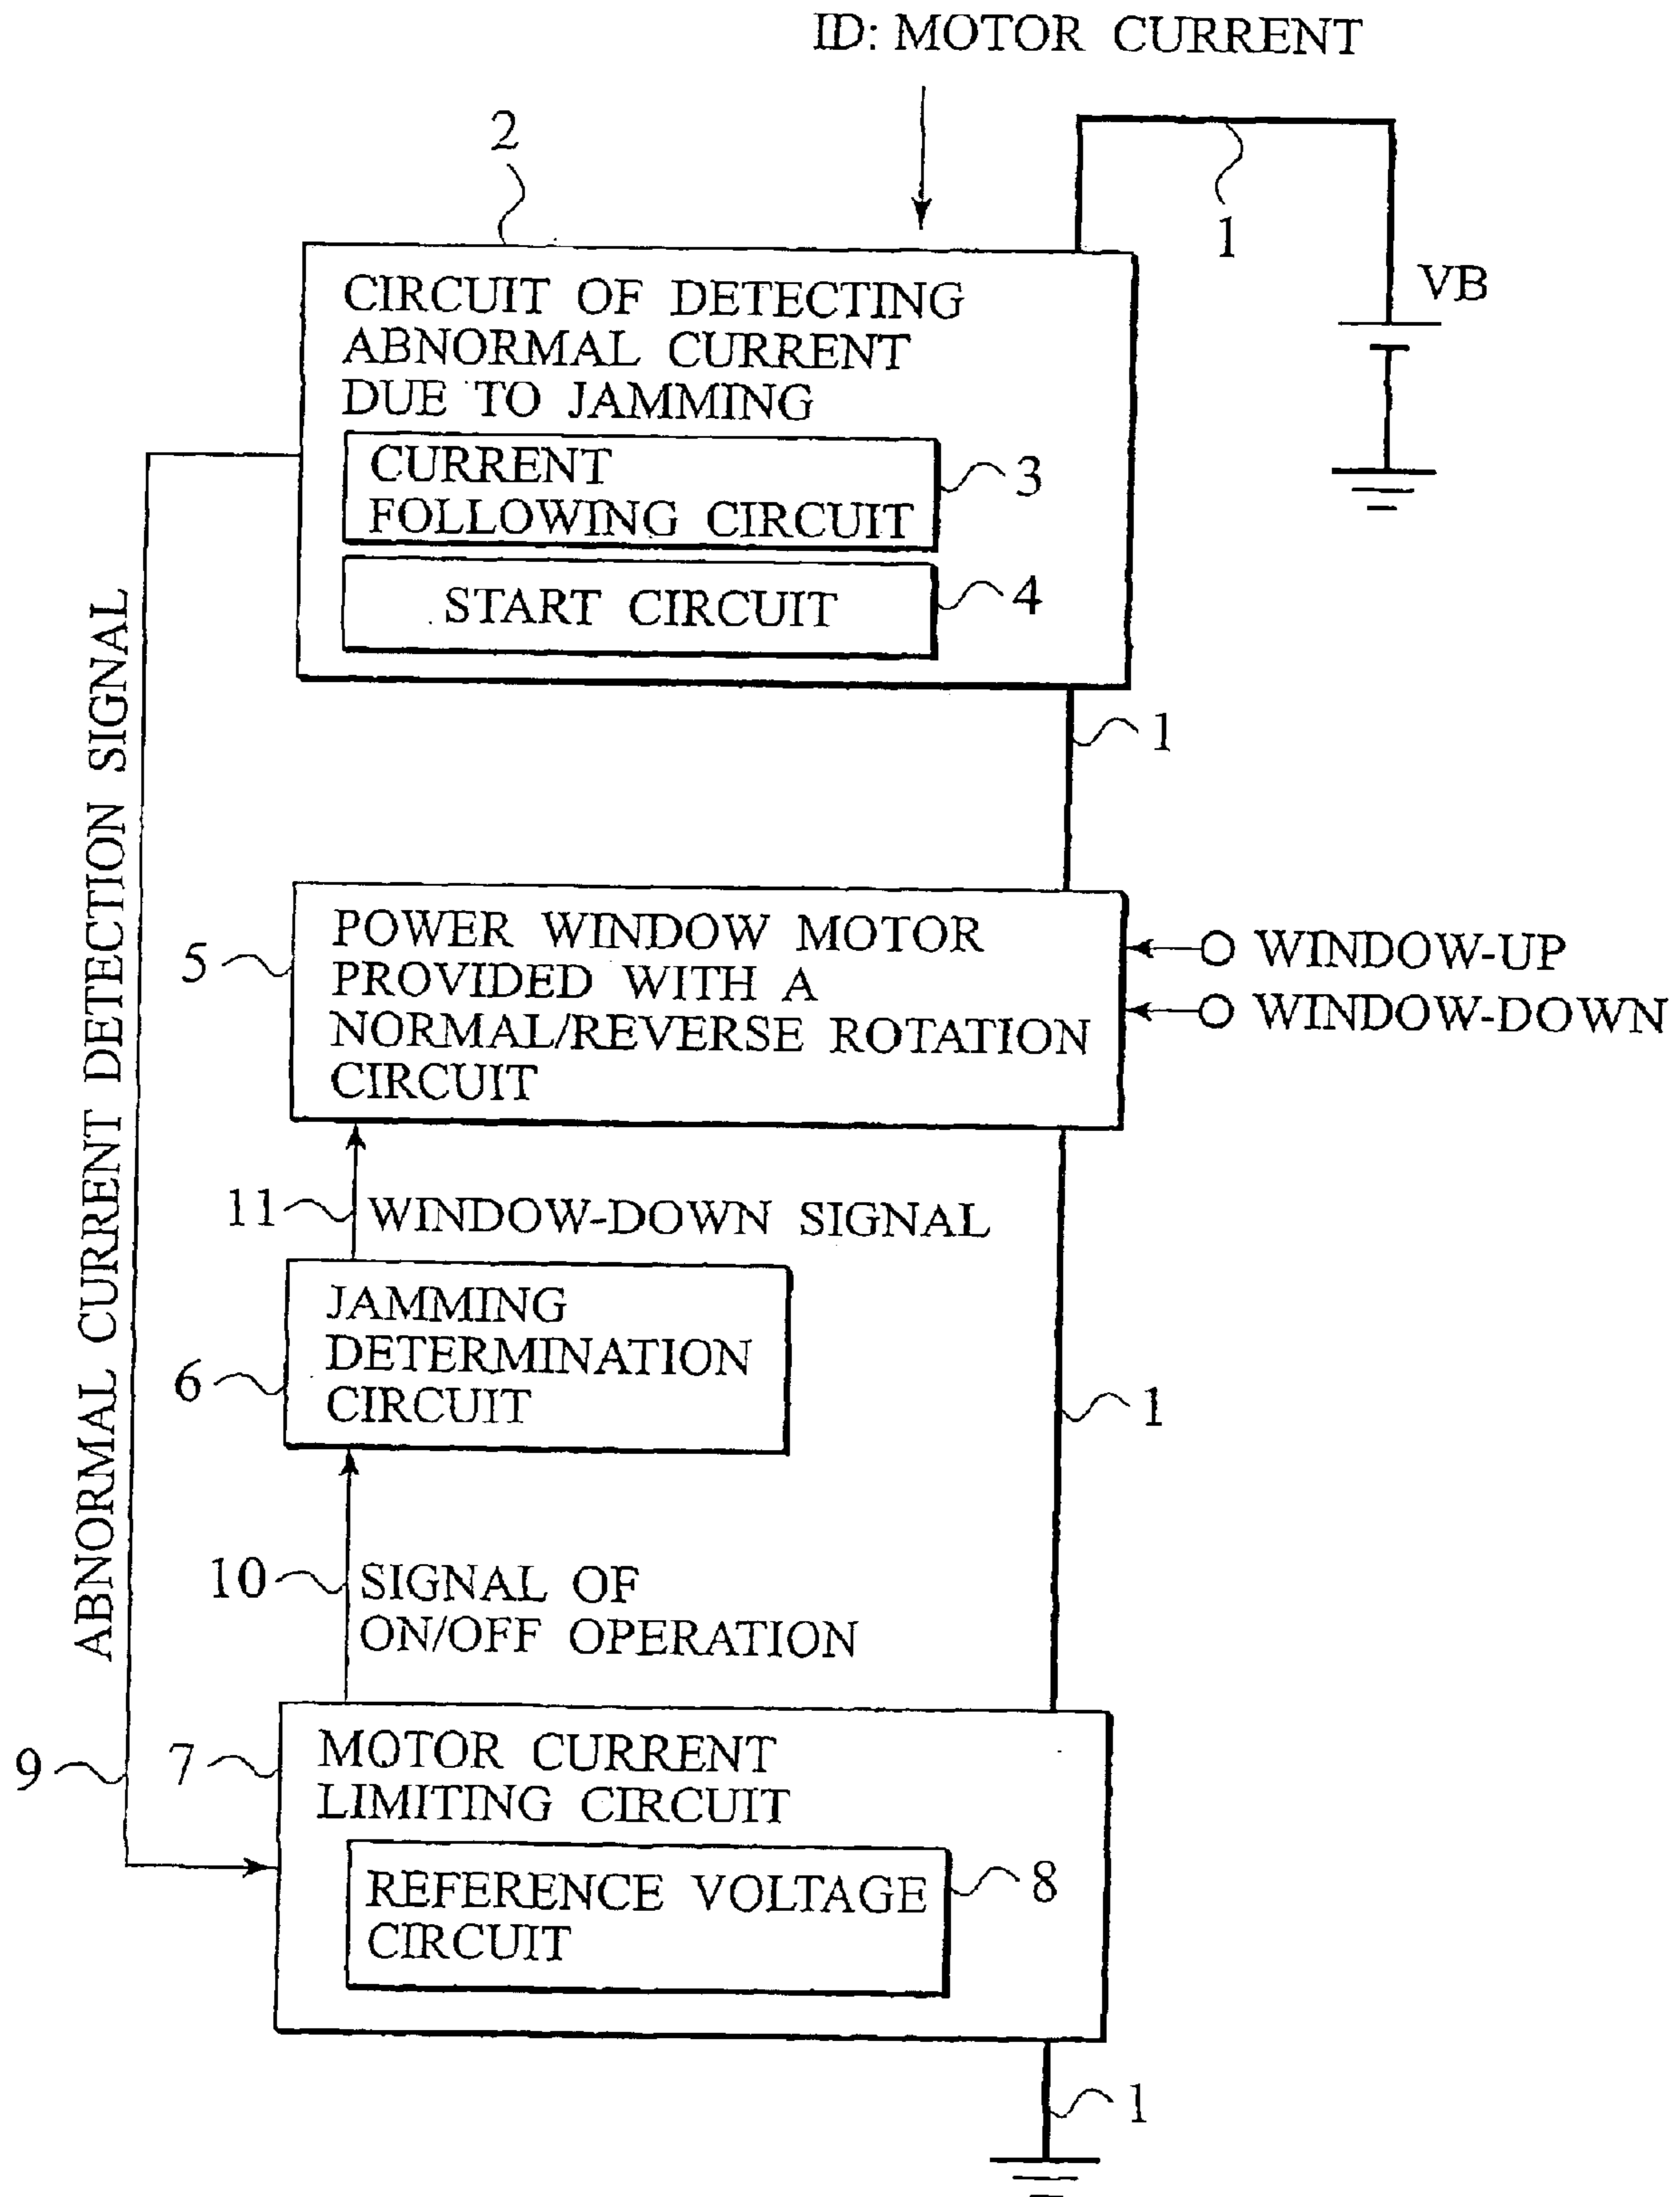 ID: MOTOR CURRENT
2
1
VB
CIRCUIT OF DETECTING
ABNORMAL CURRENT
DUE TO JAMMING
CURRENT
FOLLOWING CIRCUIT
3
START CIRCUIT
4
1
ABNORMAL CURRENT DETECTION SIGNAL
5
POWER WINDOW MOTOR
PROVIDED WITH A
NORMAL/REVERSE ROTATION
CIRCUIT
WINDOW-UP
WINDOW-DOWN
11
WINDOW-DOWN SIGNAL
6
JAMMING
DETERMINATION
CIRCUIT
1
10
SIGNAL OF
ON/OFF OPERATION
9
7
MOTOR CURRENT
LIMITING CIRCUIT
REFERENCE VOLTAGE
CIRCUIT
8
1